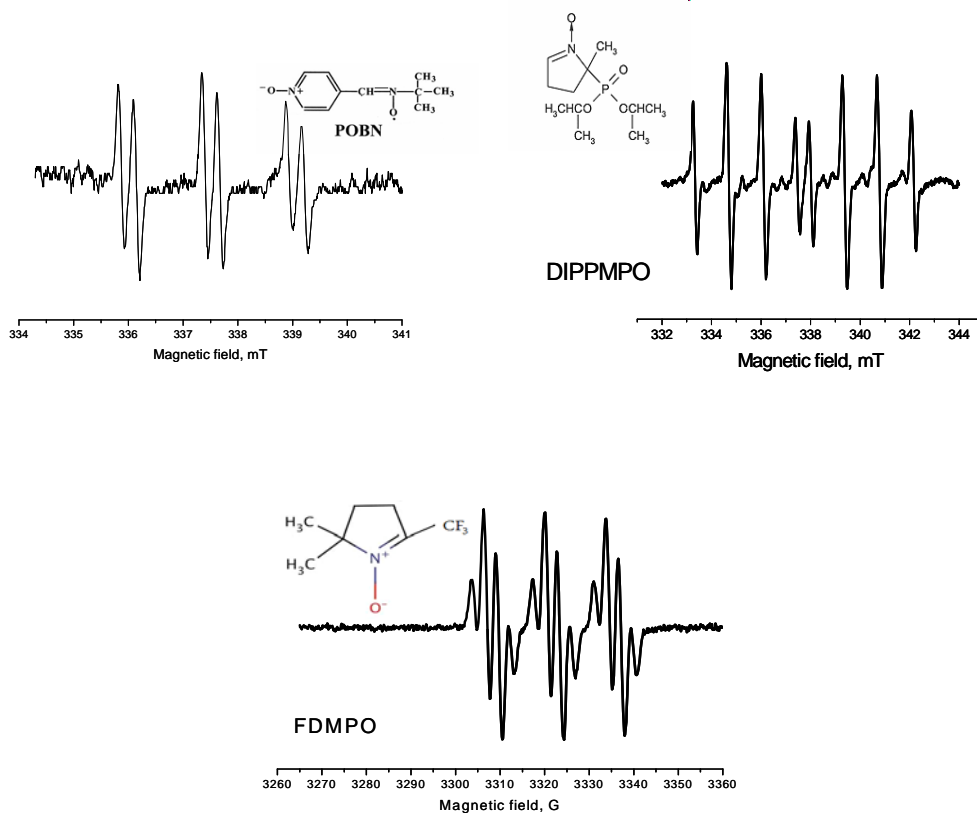 ⁻O
N⁺
CH
N
C
CH₃
CH₃
CH₃
O
•
POBN
334 335 336 337 338 339 340 341
Magnetic field, mT
O
N
CH₃
O
P
H₃CHCO
OCHCH₃
CH₃
CH₃
DIPPMPO
332 334 336 338 340 342 344
Magnetic field, mT
H₃C
H₃C
CF₃
N⁺
O⁻
FDMPO
3260 3270 3280 3290 3300 3310 3320 3330 3340 3350 3360
Magnetic field, G